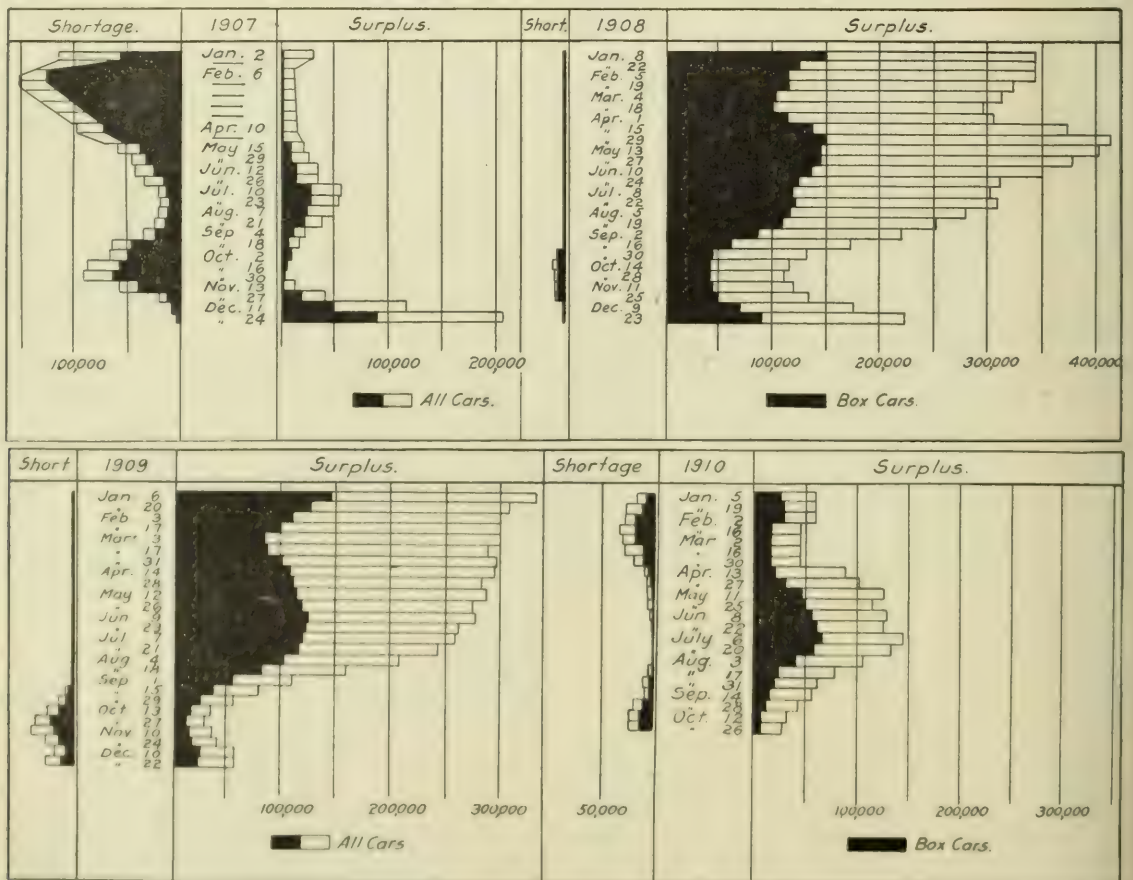 Shortage. 1907 Surplus. Short. 1908 Surplus.
Jan. 2
Feb. 6
Apr. 10
May 15
" 29
Jun. 12
" 26
Jul. 10
" 23
Aug. 7
" 21
Sep 4
" 18
Oct. 2
" 16
" 30
Nov. 13
" 27
Dec. 11
" 24
100,000 100,000 200,000
All Cars.
Jan. 8
" 22
Feb. 5
" 19
Mar. 4
" 18
Apr. 1
" 15
" 29
May 13
" 27
Jun. 10
" 24
Jul. 8
" 22
Aug. 5
" 19
Sep. 2
" 16
" 30
Oct. 14
" 28
Nov. 11
" 25
Dec. 9
23
100,000 200,000 300,000 400,000
Box Cars.
Short 1909 Surplus. Shortage 1910 Surplus.
Jan 6
" 20
Feb 3
" 17
Mar. 3
" 17
" 31
Apr. 14
" 28
May 12
" 26
Jun 9
" 23
Jul 7
" 21
Aug 4
" 18
Sep 1
" 15
" 29
Oct 13
" 27
Nov 10
" 24
Dec. 10
" 22
100,000 200,000 300,000
All Cars
Jan. 5
" 19
Feb. 2
" 16
Mar 2
" 16
" 30
Apr. 13
" 27
May 11
" 25
Jun 8
" 22
July 6
" 20
Aug. 3
" 17
" 31
Sep. 14
" 28
Oct. 12
" 26
50,000 100,000 200,000 300,000
Box Cars.